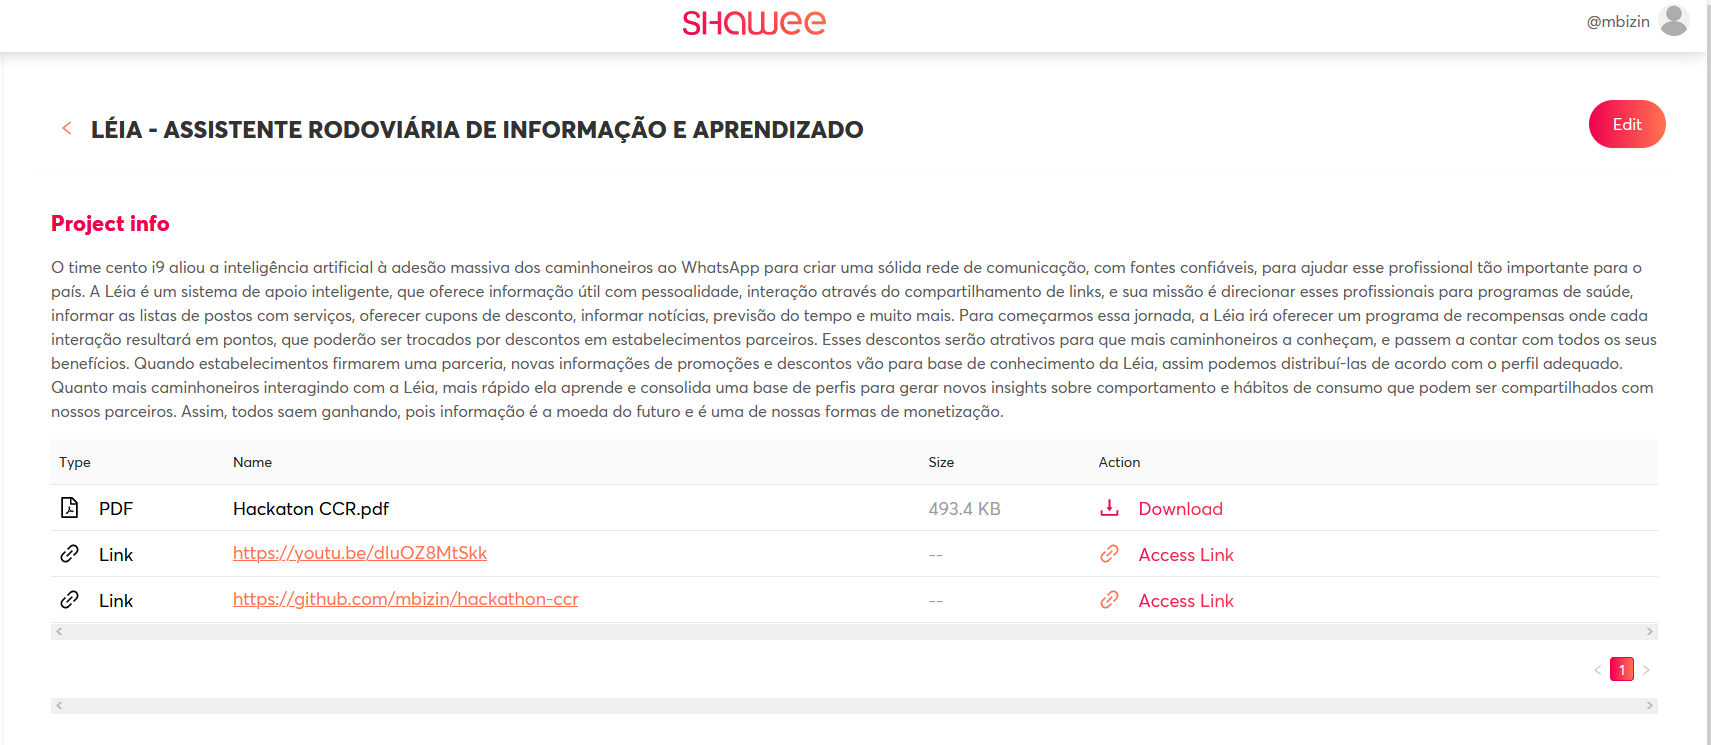 SHAWEE
@mbizin
LÉIA - ASSISTENTE RODOVIÁRIA DE INFORMAÇÃO E APRENDIZADO
Edit
Project info
O time cento i9 aliou a inteligência artificial à adesão massiva dos caminhoneiros ao WhatsApp para criar uma sólida rede de comunicação, com fontes confiáveis, para ajudar esse profissional tão importante para o
país. A Léia é um sistema de apoio inteligente, que oferece informação útil com pessoalidade, interação através do compartilhamento de links, e sua missão é direcionar esses profissionais para programas de saúde,
informar as listas de postos com serviços, oferecer cupons de desconto, informar notícias, previsão do tempo e muito mais. Para começarmos essa jornada, a Léia irá oferecer um programa de recompensas onde cada
interação resultará em pontos, que poderão ser trocados por descontos em estabelecimentos parceiros. Esses descontos serão atrativos para que mais caminhoneiros a conheçam, e passem a contar com todos os seus
benefícios. Quando estabelecimentos firmarem uma parceria, novas informações de promoções e descontos vão para base de conhecimento da Léia, assim podemos distribuí-las de acordo com o perfil adequado.
Quanto mais caminhoneiros interagindo com a Léia, mais rápido ela aprende e consolida uma base de perfis para gerar novos insights sobre comportamento e hábitos de consumo que podem ser compartilhados com
nossos parceiros. Assim, todos saem ganhando, pois informação é a moeda do futuro e é uma de nossas formas de monetização.
Type Name Size Action
PDF Hackaton CCR.pdf 493.4 KB Download
Link https://youtu.be/dIuOZ8MtSkk -- Access Link
Link https://github.com/mbizin/hackathon-ccr -- Access Link
1